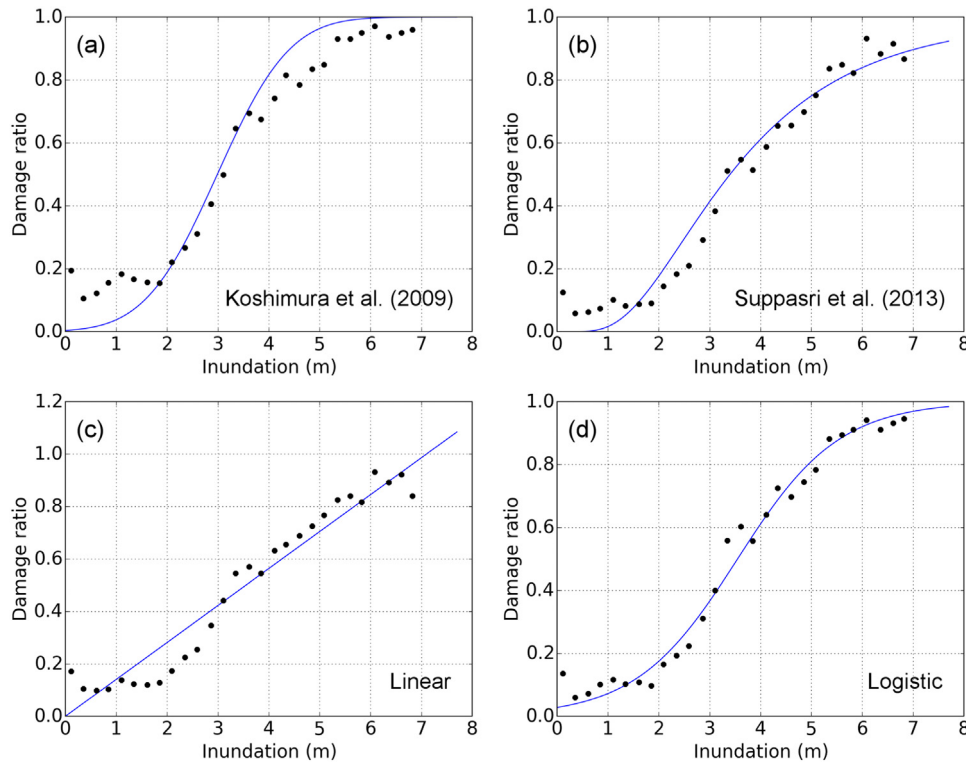 (a)
1.0
0.8
0.6
0.4
0.2
0.0
Damage ratio
Koshimura et al. (2009)
0 1 2 3 4 5 6 7 8
Inundation (m)
(b)
1.0
0.8
0.6
0.4
0.2
0.0
Damage ratio
Suppasri et al. (2013)
0 1 2 3 4 5 6 7 8
Inundation (m)
(c)
1.2
1.0
0.8
0.6
0.4
0.2
0.0
Damage ratio
Linear
0 1 2 3 4 5 6 7 8
Inundation (m)
(d)
1.0
0.8
0.6
0.4
0.2
0.0
Damage ratio
Logistic
0 1 2 3 4 5 6 7 8
Inundation (m)